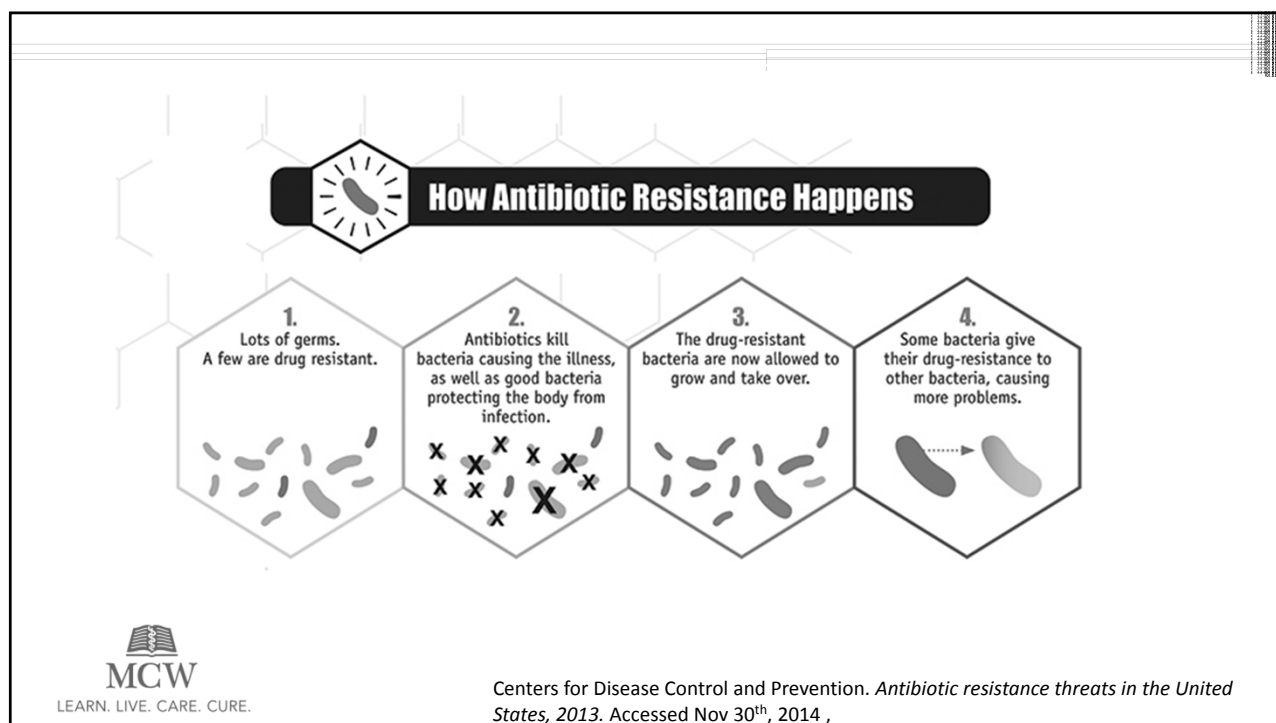 How Antibiotic Resistance Happens
1.
Lots of germs.
A few are drug resistant.
2.
Antibiotics kill
bacteria causing the illness,
as well as good bacteria
protecting the body from
infection.
X X X X X X X X X X
3.
The drug-resistant
bacteria are now allowed to
grow and take over.
4.
Some bacteria give
their drug-resistance to
other bacteria, causing
more problems.
MCW
LEARN. LIVE. CARE. CURE.
Centers for Disease Control and Prevention. Antibiotic resistance threats in the United
States, 2013. Accessed Nov 30th, 2014 ,